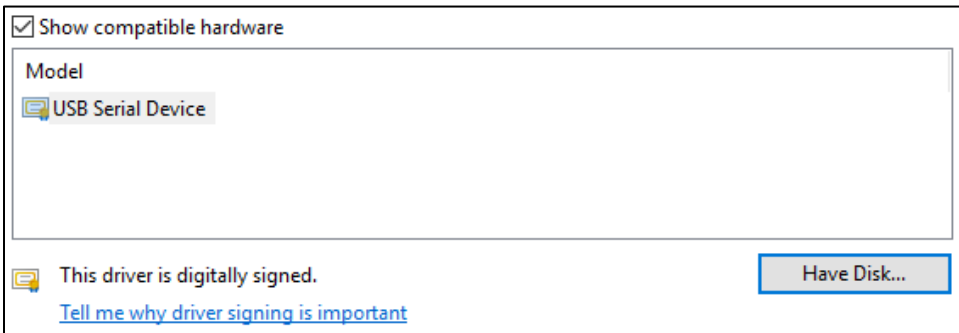 Show compatible hardware
Model
USB Serial Device
This driver is digitally signed.
Have Disk...
Tell me why driver signing is important